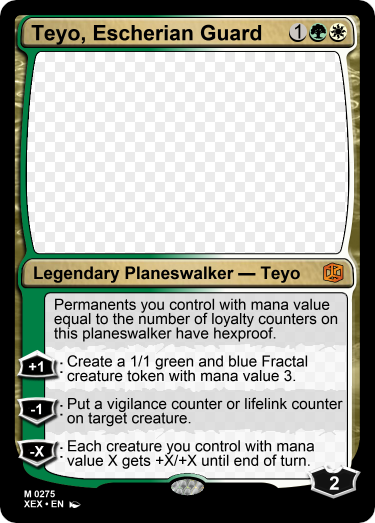 Teyo, Escherian Guard 1
Legendary Planeswalker — Teyo
Permanents you control with mana value
equal to the number of loyalty counters on
this planeswalker have hexproof.
+1 : Create a 1/1 green and blue Fractal
creature token with mana value 3.
-1 : Put a vigilance counter or lifelink counter
on target creature.
-X : Each creature you control with mana
value X gets +X/+X until end of turn.
2
M 0275
XEX • EN